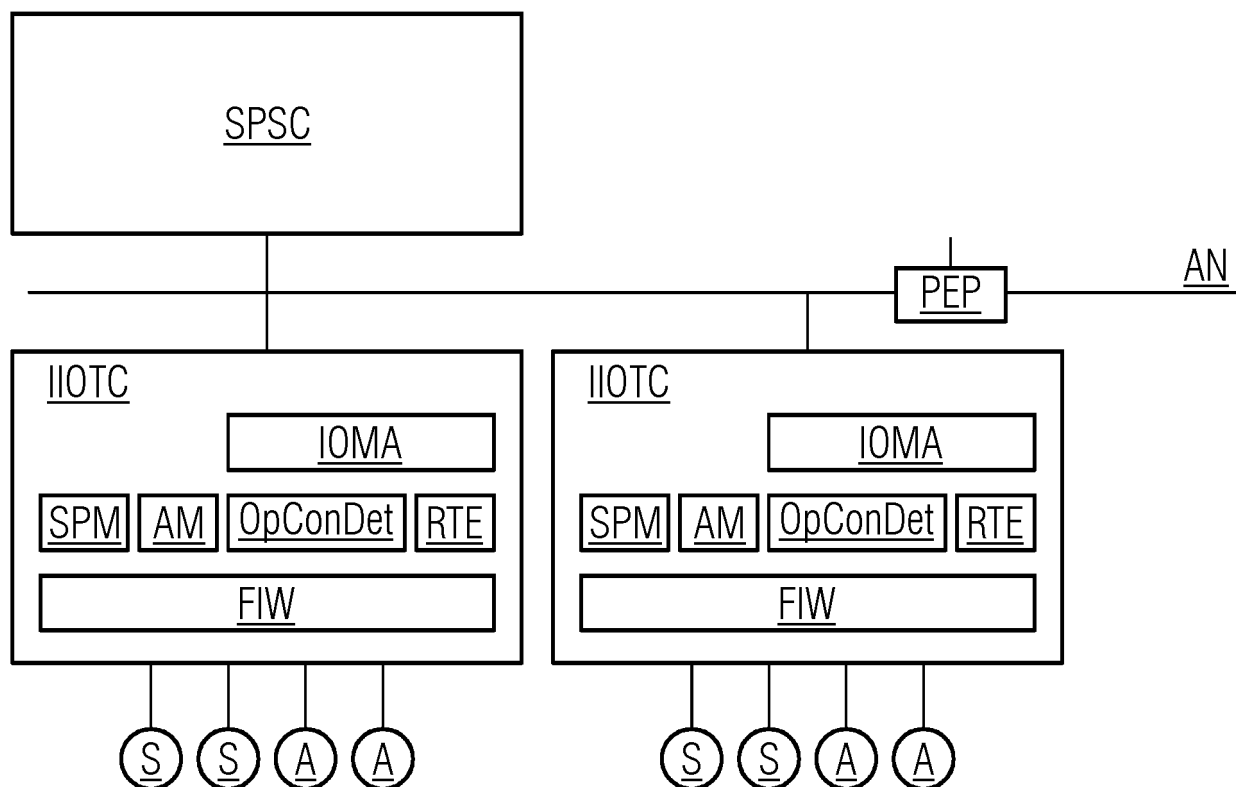 SPSC
AN
PEP
IIOTC
IIOTC
IOMA
IOMA
SPM AM OpConDet RTE
SPM AM OpConDet RTE
FIW
FIW
S S A A
S S A A